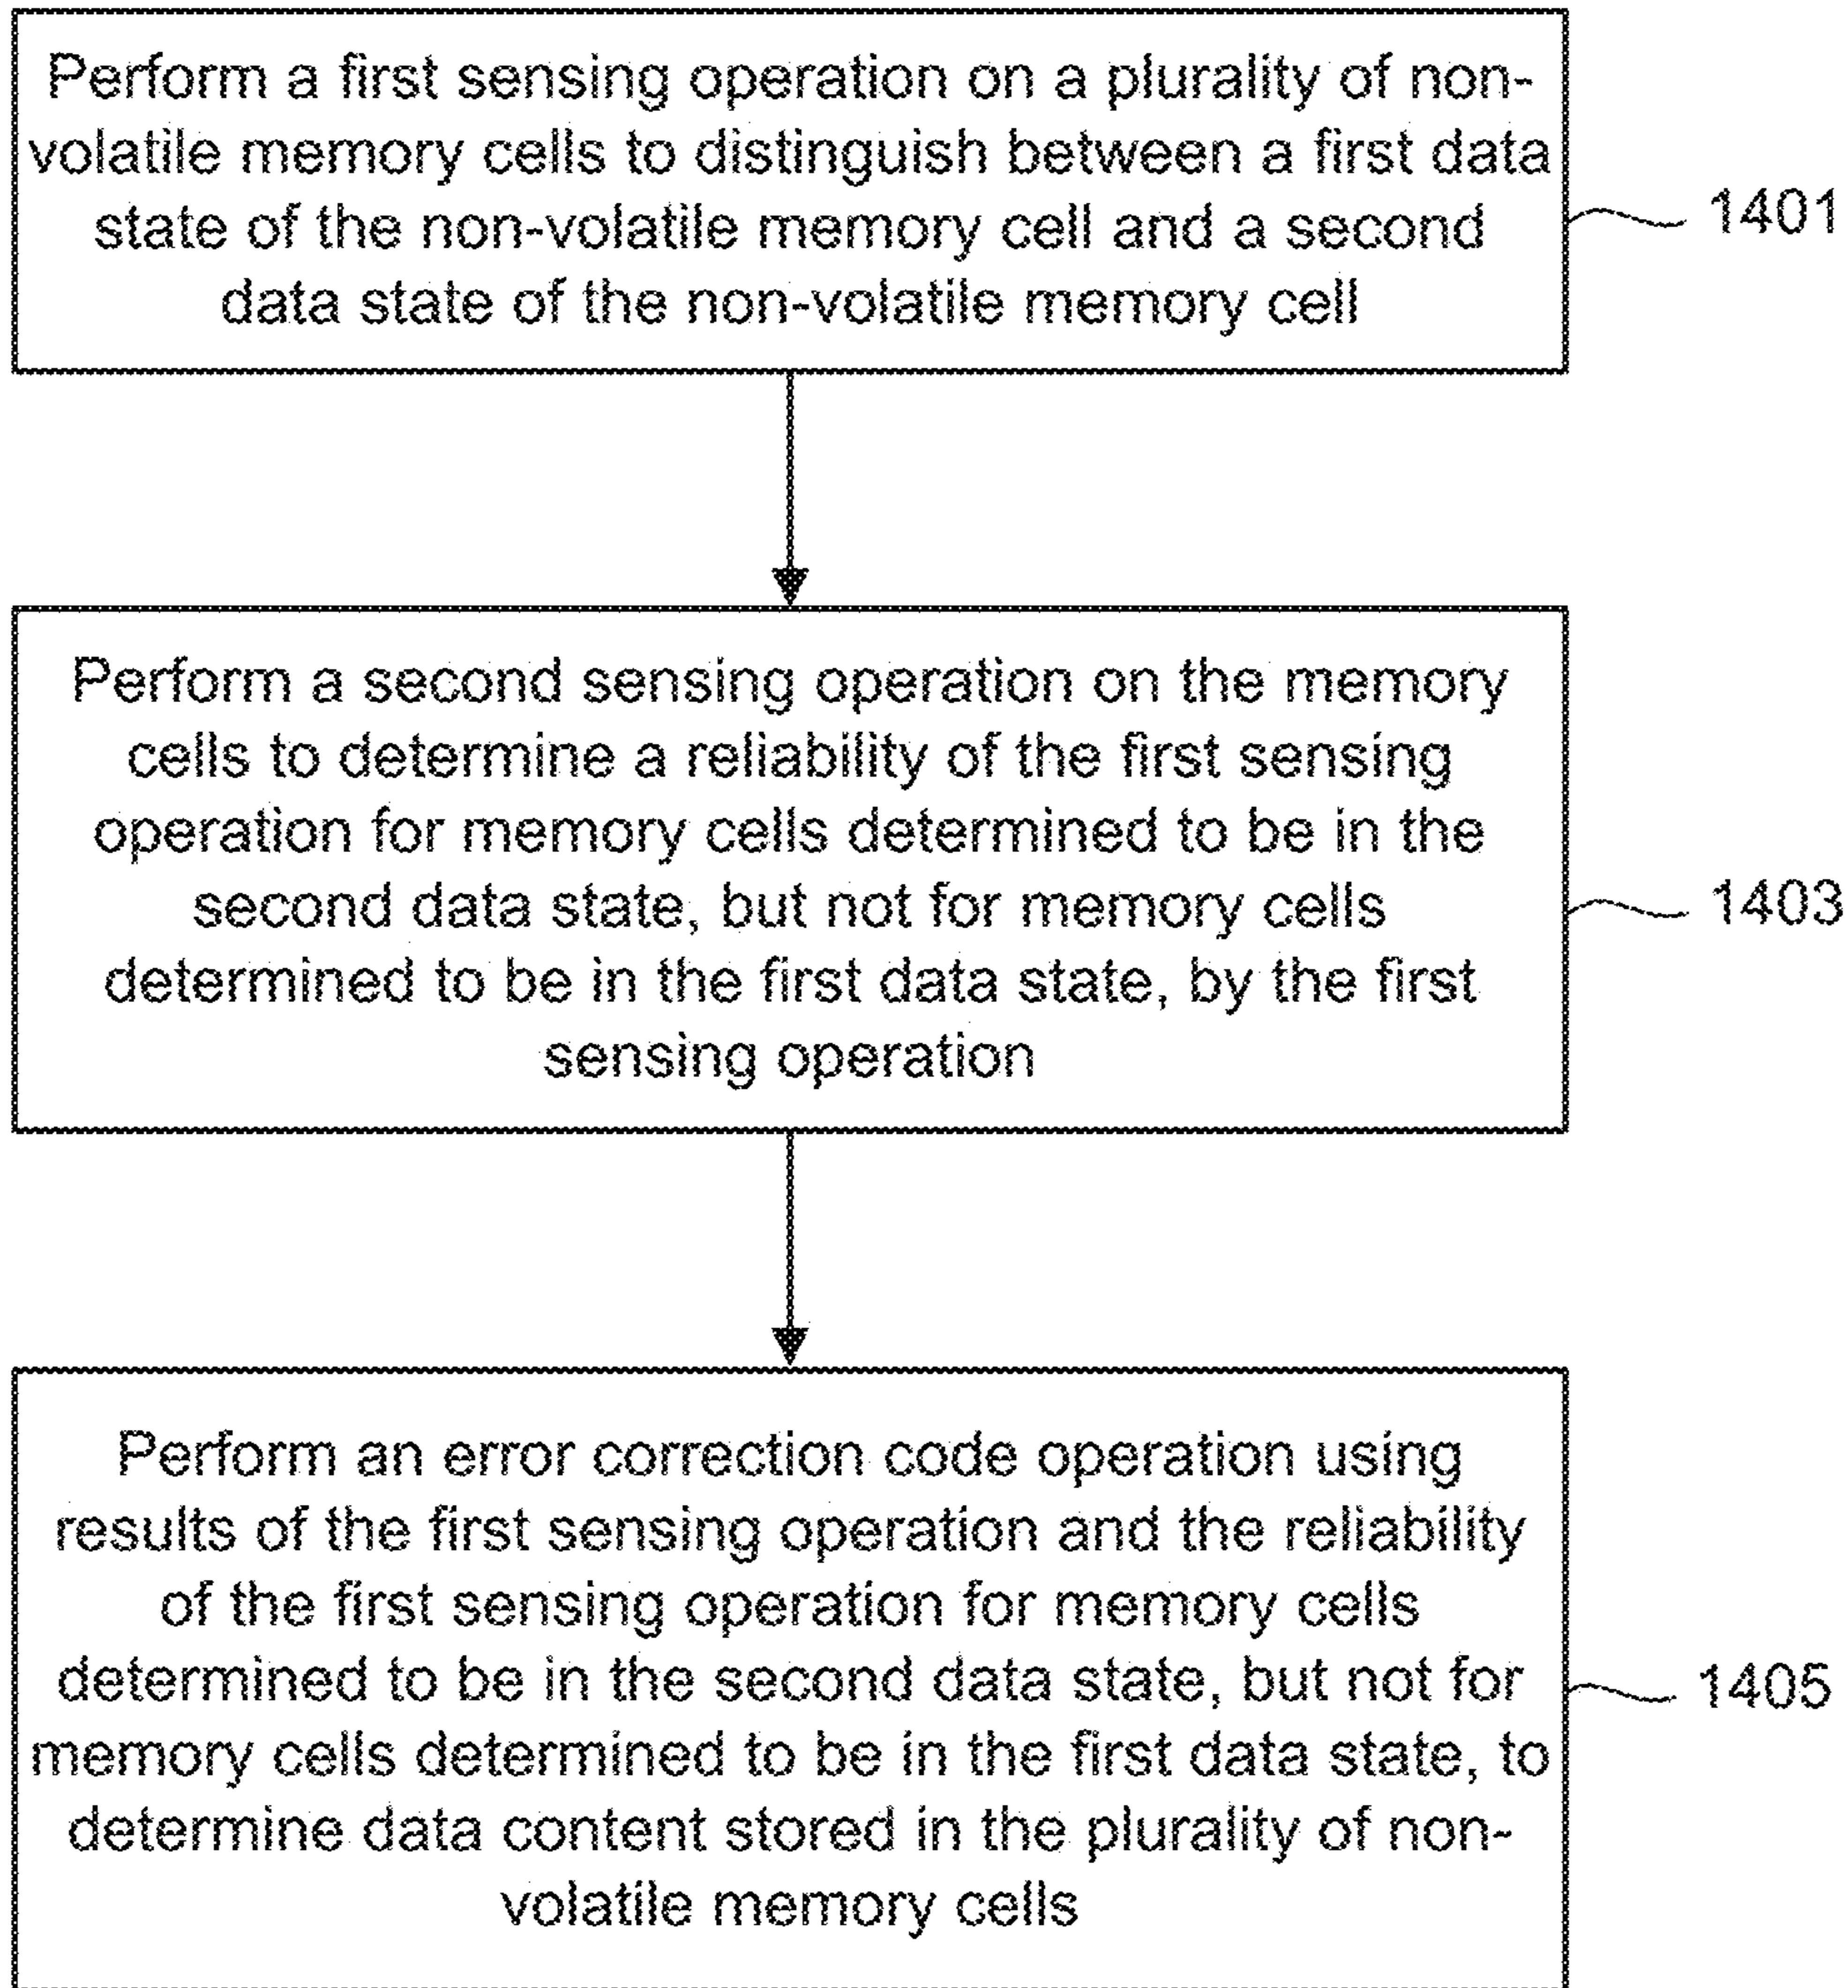 Perform a first sensing operation on a plurality of non-
volatile memory cells to distinguish between a first data
state of the non-volatile memory cell and a second
data state of the non-volatile memory cell
1401
Perform a second sensing operation on the memory
cells to determine a reliability of the first sensing
operation for memory cells determined to be in the
second data state, but not for memory cells
determined to be in the first data state, by the first
sensing operation
1403
Perform an error correction code operation using
results of the first sensing operation and the reliability
of the first sensing operation for memory cells
determined to be in the second data state, but not for
memory cells determined to be in the first data state, to
determine data content stored in the plurality of non-
volatile memory cells
1405